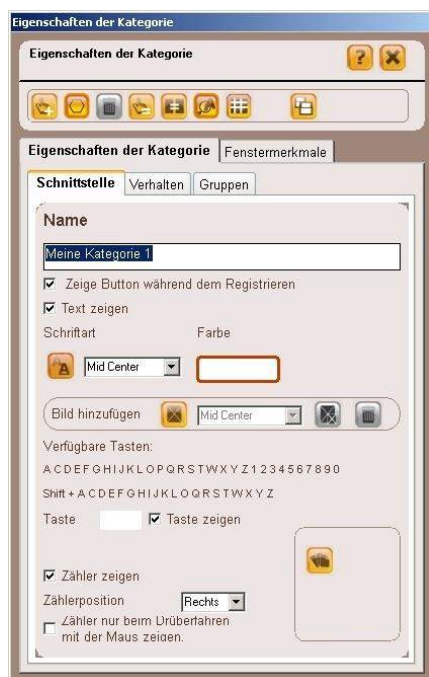 Eigenschaften der Kategorie
Eigenschaften der Kategorie
?
Eigenschaften der Kategorie Fenstermerkmale
Schnittstelle Verhalten Gruppen
Name
Meine Kategorie 1
Zeige Button während dem Registrieren
Text zeigen
Schriftart Farbe
A Mid Center
Bild hinzufügen Mid Center
Verfügbare Tasten:
A C D E F G H I J K L O P Q R S T W X Y Z 1 2 3 4 5 6 7 8 9 0
Shift + A C D E F G H I J K L O Q R S T W X Y Z
Taste Taste zeigen
Zähler zeigen
Zählerposition Rechts
Zähler nur beim Drüberfahren
mit der Maus zeigen.